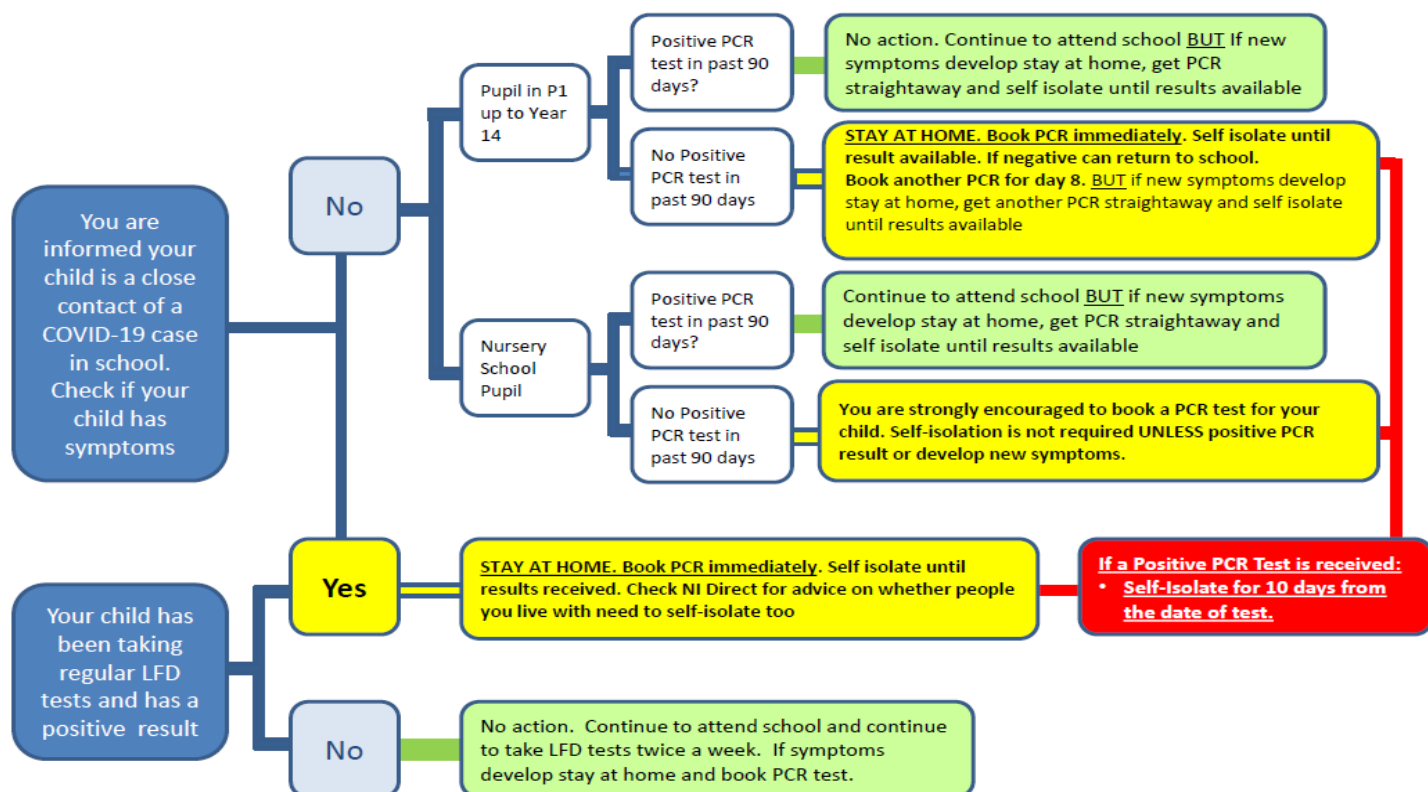 You are
informed your
child is a close
contact of a
COVID-19 case
in school.
Check if your
child has
symptoms
No
Pupil in P1
up to Year
14
Positive PCR
test in past 90
days?
No action. Continue to attend school BUT If new
symptoms develop stay at home, get PCR
straightaway and self isolate until results available
No Positive
PCR test in
past 90 days
STAY AT HOME. Book PCR immediately. Self isolate until
result available. If negative can return to school.
Book another PCR for day 8. BUT if new symptoms develop
stay at home, get another PCR straightaway and self isolate
until results available
Nursery
School
Pupil
Positive PCR
test in past 90
days?
Continue to attend school BUT if new symptoms
develop stay at home, get PCR straightaway and
self isolate until results available
No Positive
PCR test in
past 90 days
You are strongly encouraged to book a PCR test for your
child. Self-isolation is not required UNLESS positive PCR
result or develop new symptoms.
Yes
STAY AT HOME. Book PCR immediately. Self isolate until
results received. Check NI Direct for advice on whether people
you live with need to self-isolate too
If a Positive PCR Test is received:
• Self-Isolate for 10 days from
the date of test.
Your child has
been taking
regular LFD
tests and has a
positive result
No
No action. Continue to attend school and continue
to take LFD tests twice a week. If symptoms
develop stay at home and book PCR test.